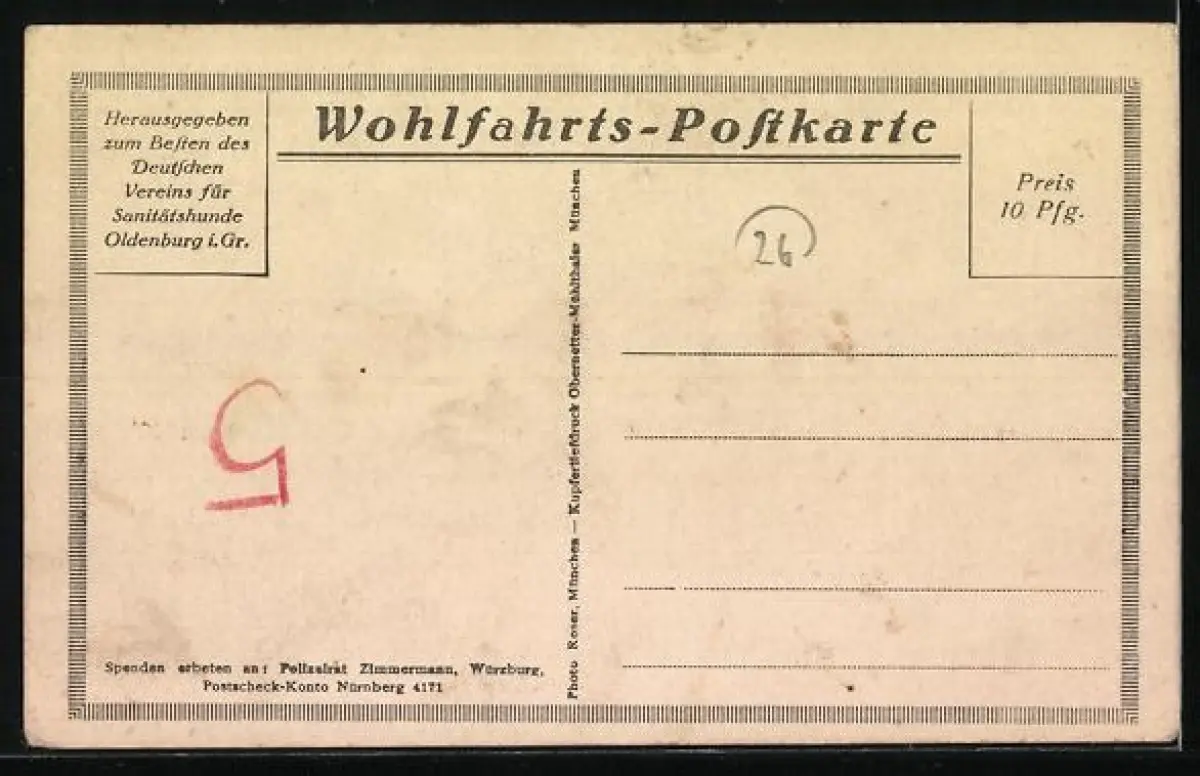 Herausgegeben
zum Beſten des
Deutſchen
Vereins für
Sanitätshunde
Oldenburg i. Gr.
Wohlfahrts-Poſtkarte
Preis
10 Pfg.
26
5
Photo Roser, München — Kupfertiefdruck Obernetter-Mühlthaler München
Spenden erbeten an: Polizeirat Zimmermann, Würzburg,
Postscheck-Konto Nürnberg 4171